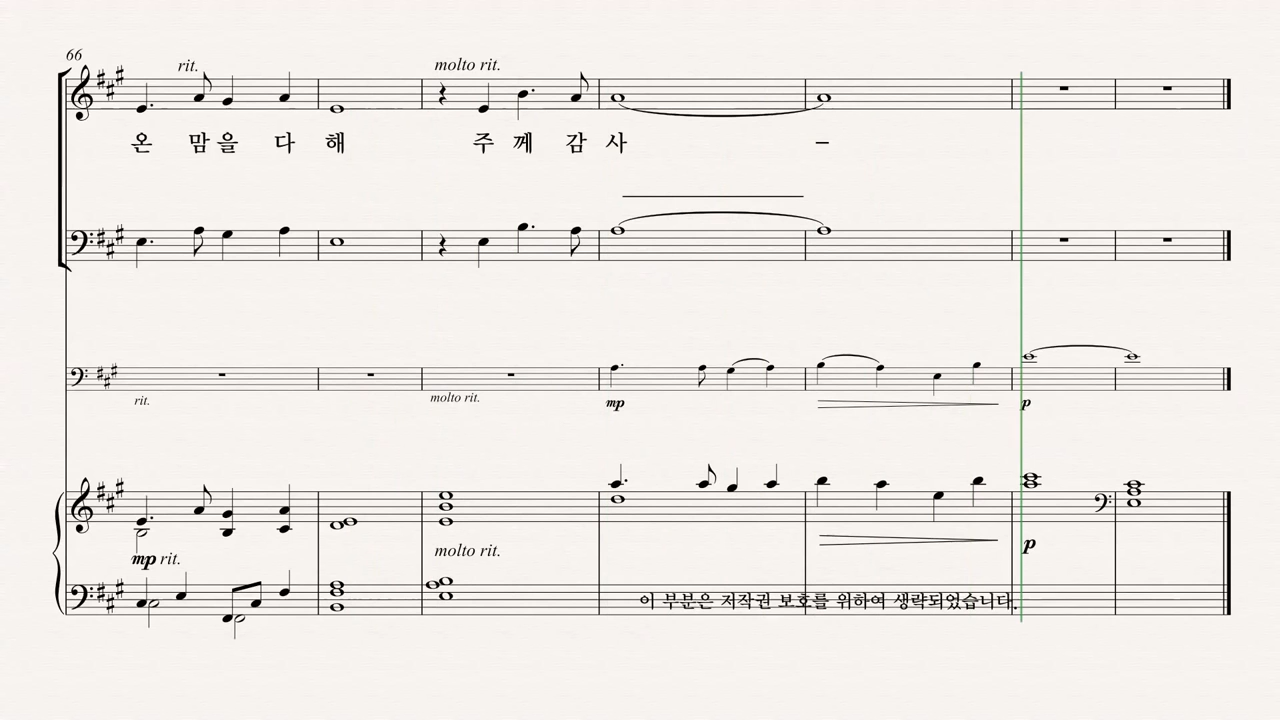 66
rit.
molto rit.
온 맘을 다 해 주 께 감 사 –
rit.
molto rit.
mp
p
mp rit.
molto rit.
p
이 부분은 저작권 보호를 위하여 생략되었습니다.